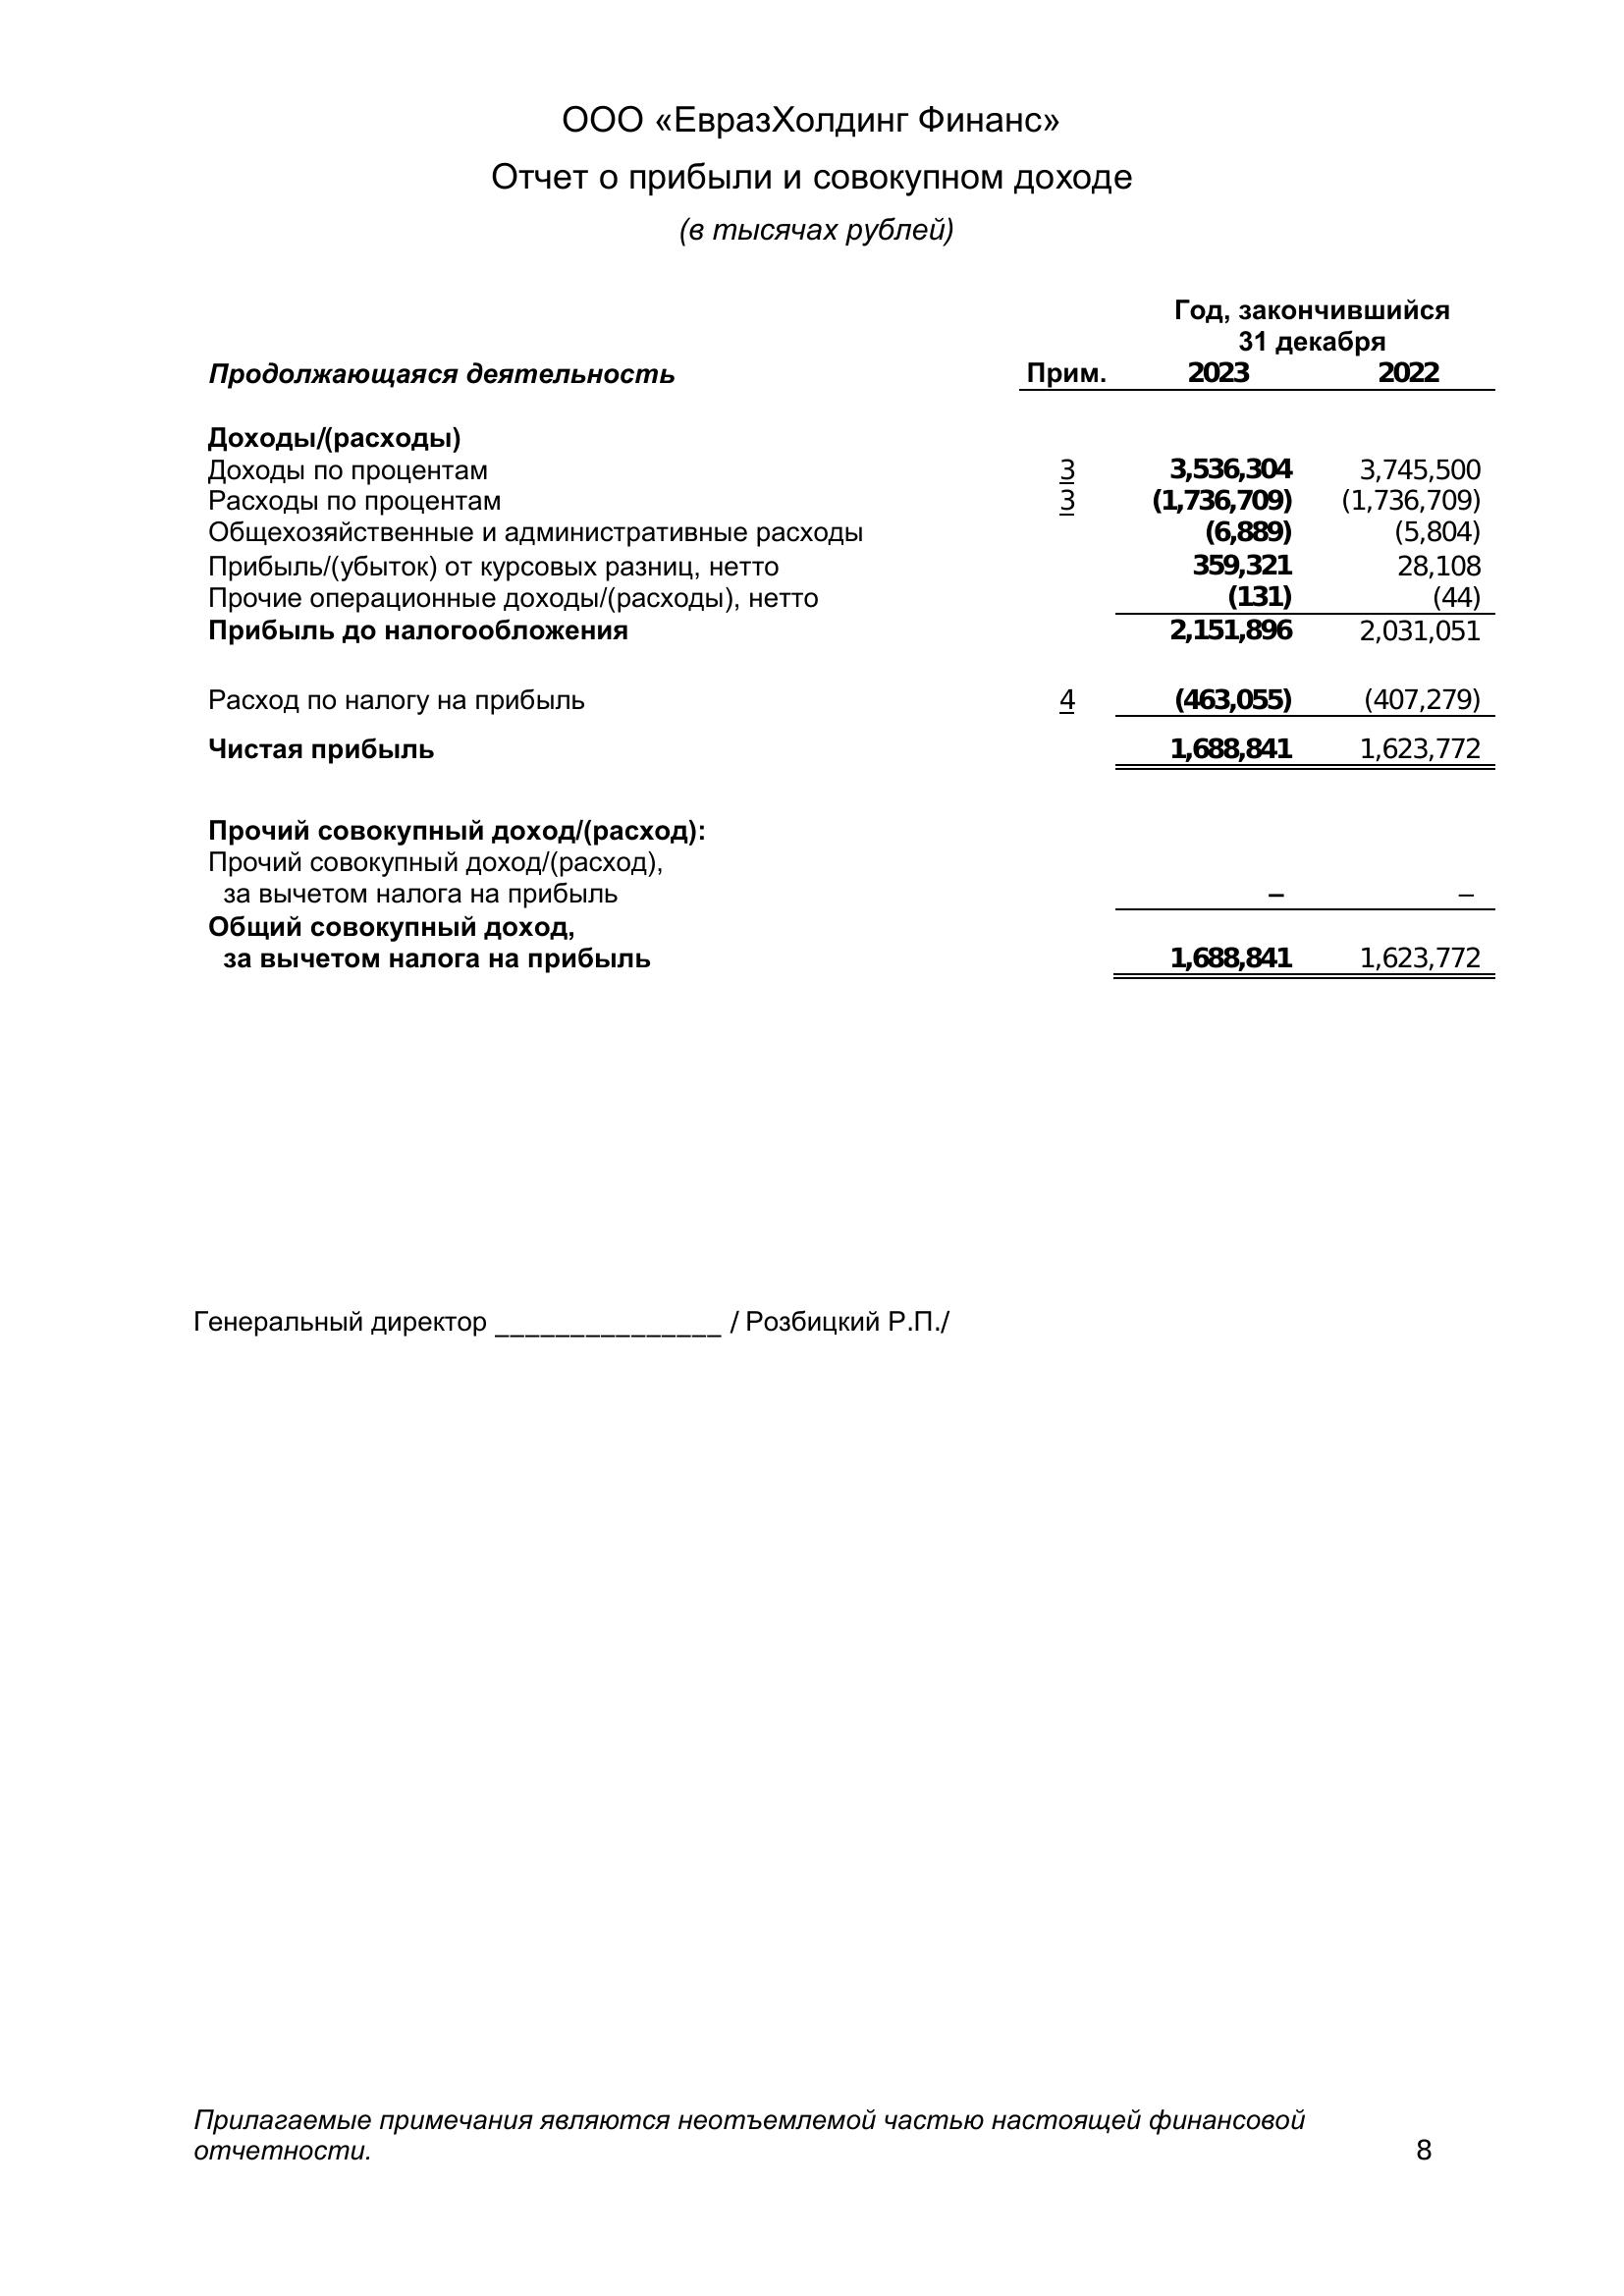 ООО «ЕвразХолдинг Финанс»
Отчет о прибыли и совокупном доходе
(в тысячах рублей)
Год, закончившийся
31 декабря
Продолжающаяся деятельность Прим. 2023 2022
Доходы/(расходы)
Доходы по процентам 3 3,536,304 3,745,500
Расходы по процентам 3 (1,736,709) (1,736,709)
Общехозяйственные и административные расходы (6,889) (5,804)
Прибыль/(убыток) от курсовых разниц, нетто 359,321 28,108
Прочие операционные доходы/(расходы), нетто (131) (44)
Прибыль до налогообложения 2,151,896 2,031,051
Расход по налогу на прибыль 4 (463,055) (407,279)
Чистая прибыль 1,688,841 1,623,772
Прочий совокупный доход/(расход):
Прочий совокупный доход/(расход),
за вычетом налога на прибыль – –
Общий совокупный доход,
за вычетом налога на прибыль 1,688,841 1,623,772
Генеральный директор _______________ / Розбицкий Р.П./
Прилагаемые примечания являются неотъемлемой частью настоящей финансовой
отчетности. 8